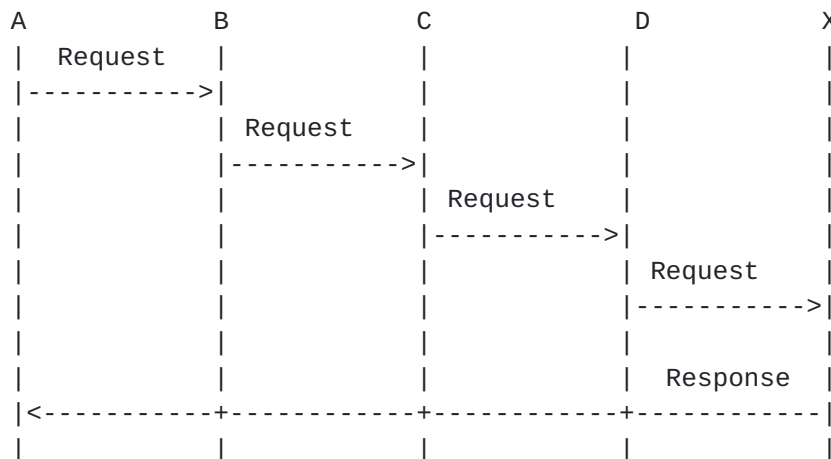 A B C D X
| Request | | | |
|----------->| | | |
| | Request | | |
| |----------->| | |
| | | Request | |
| | |----------->| |
| | | | Request |
| | | |----------->|
| | | | |
| | | | Response |
|<-----------+------------+------------+------------|
| | | | |